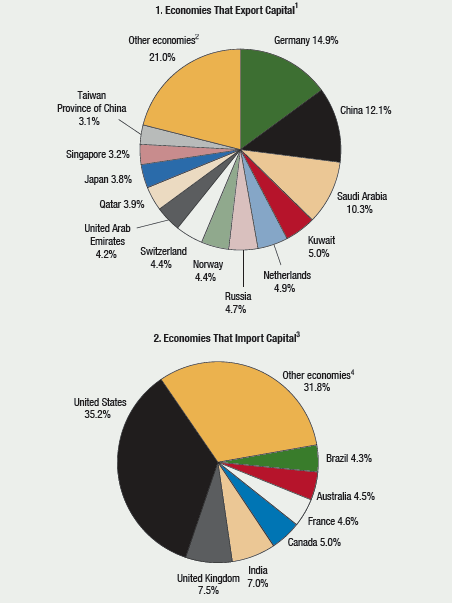 1. Economies That Export Capital1
Other economies2
21.0%
Germany 14.9%
Taiwan
Province of China
3.1%
China 12.1%
Singapore 3.2%
Japan 3.8%
Saudi Arabia
10.3%
Qatar 3.9%
United Arab
Emirates
4.2%
Kuwait
5.0%
Switzerland
4.4%
Norway
4.4%
Netherlands
4.9%
Russia
4.7%
2. Economies That Import Capital3
Other economies4
31.8%
United States
35.2%
Brazil 4.3%
Australia 4.5%
France 4.6%
Canada 5.0%
India
7.0%
United Kingdom
7.5%